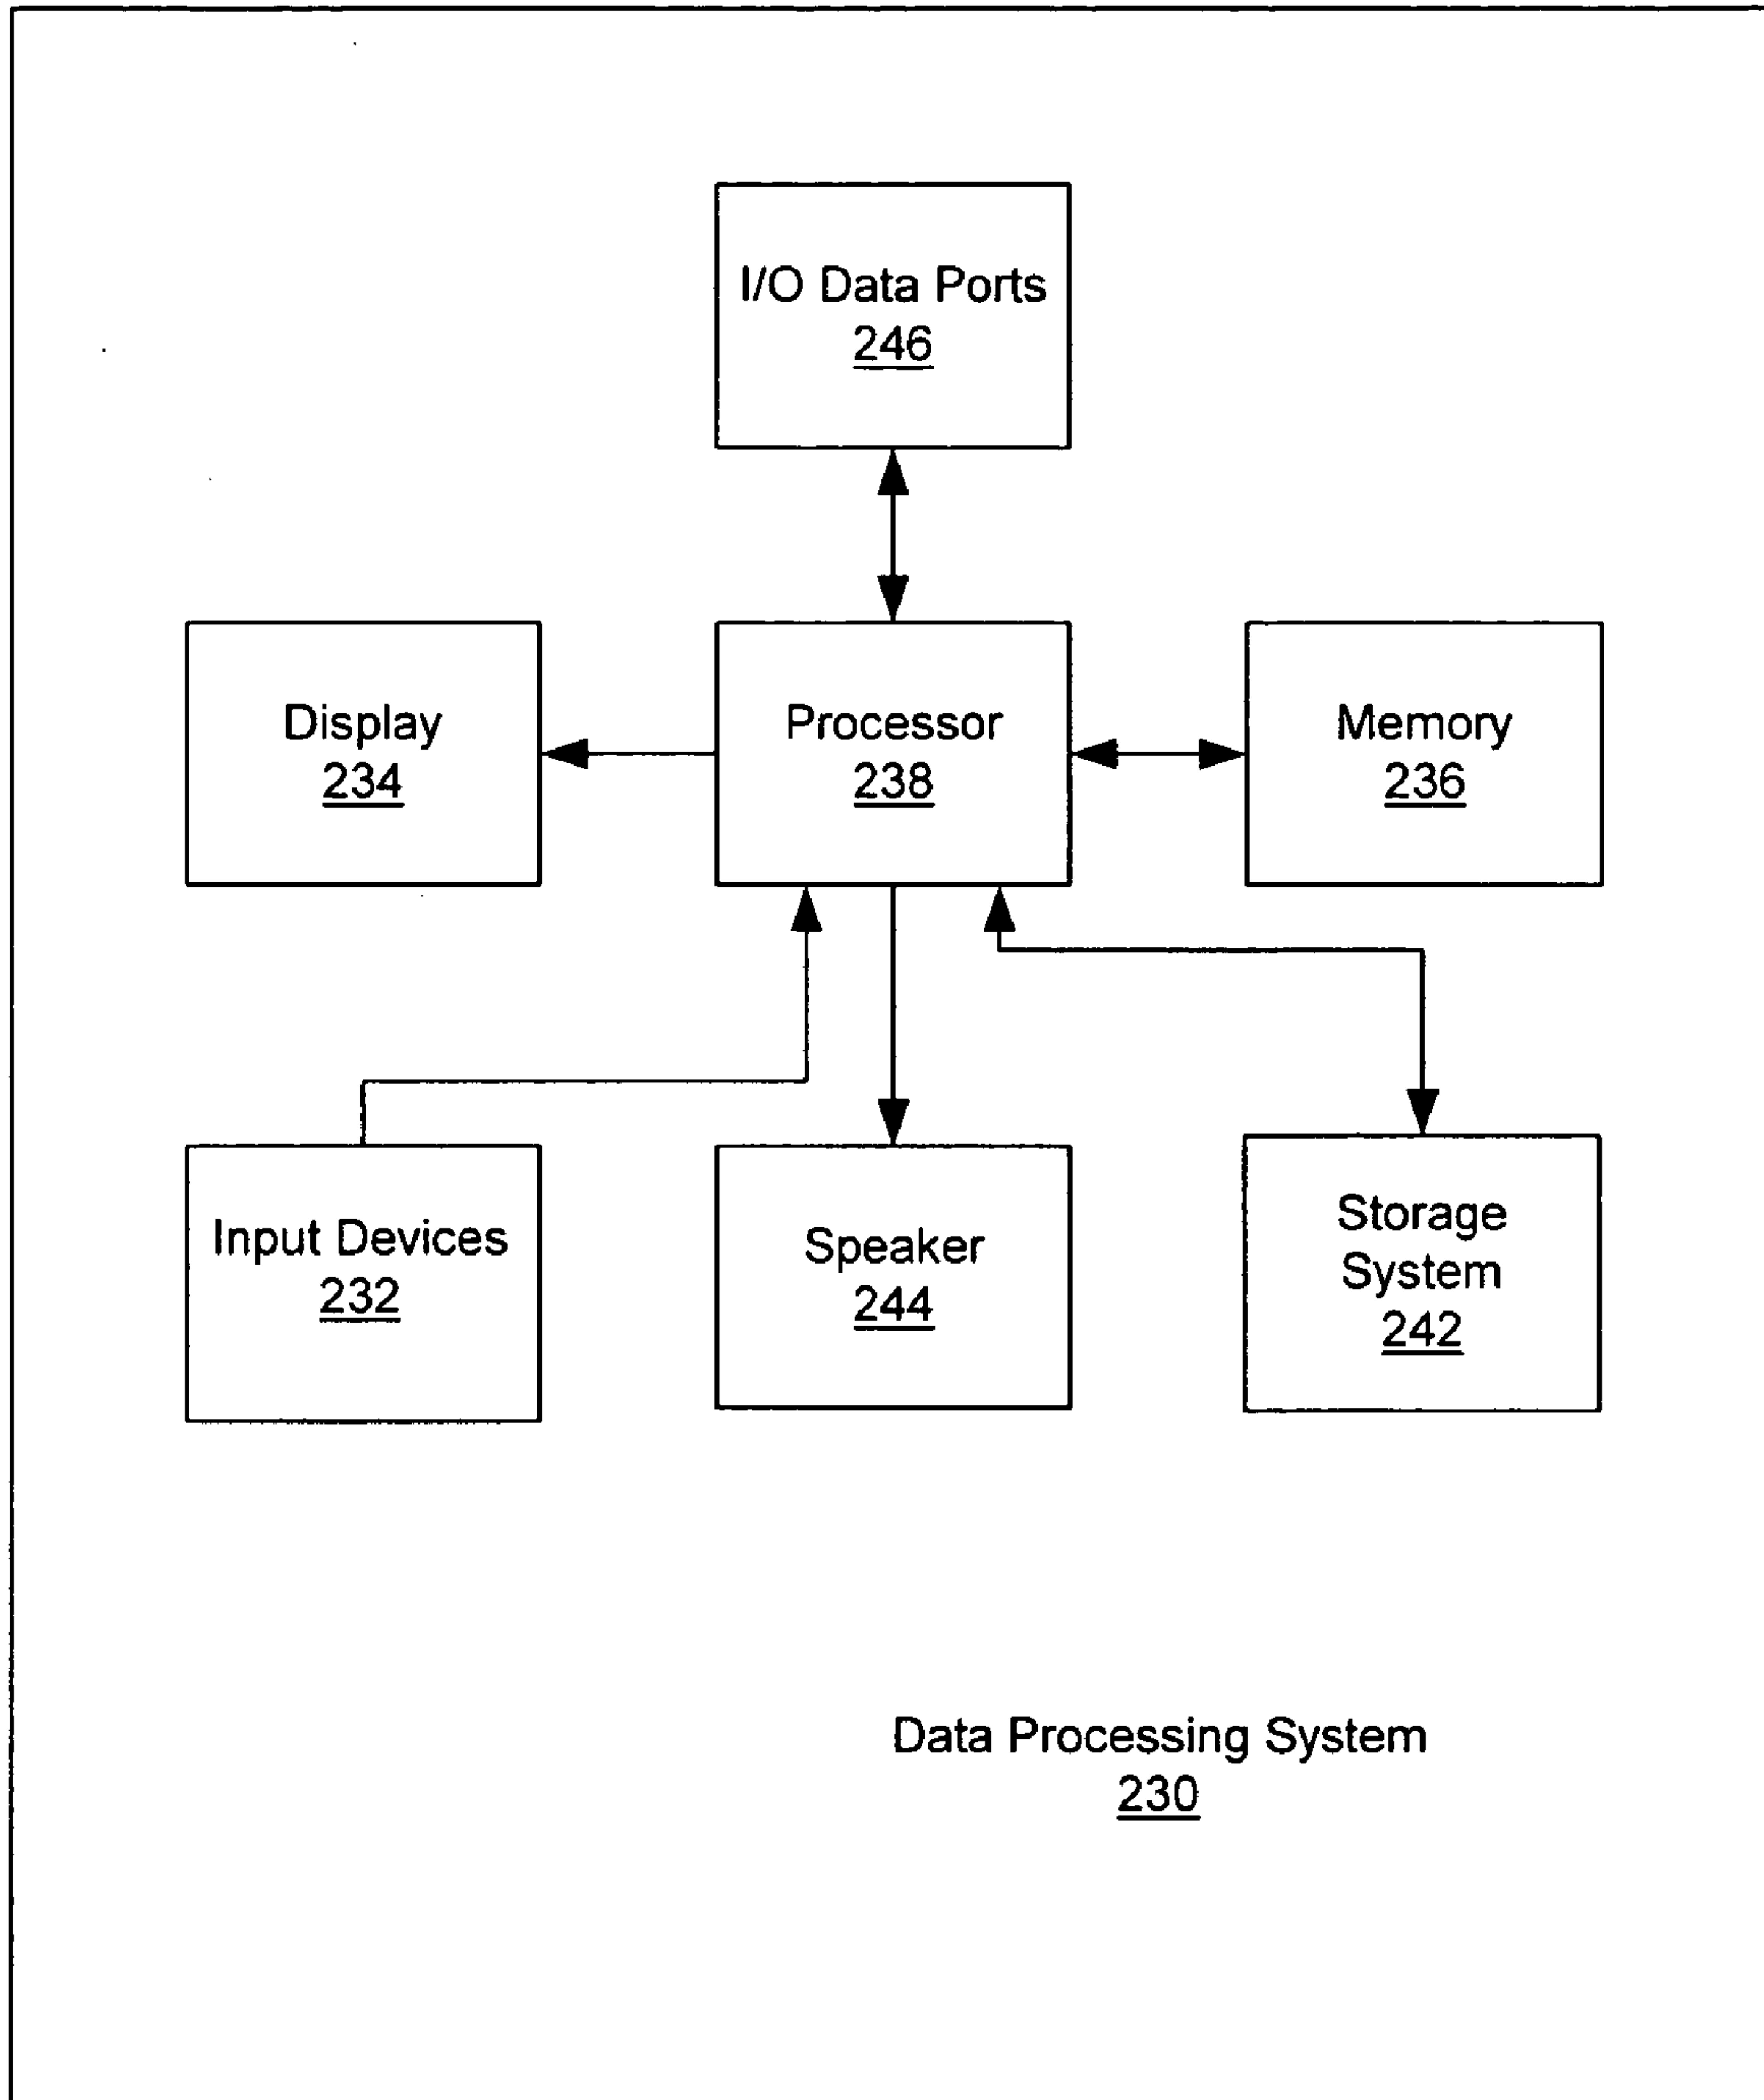 I/O Data Ports
246
Display
234
Processor
238
Memory
236
Input Devices
232
Speaker
244
Storage
System
242
Data Processing System
230